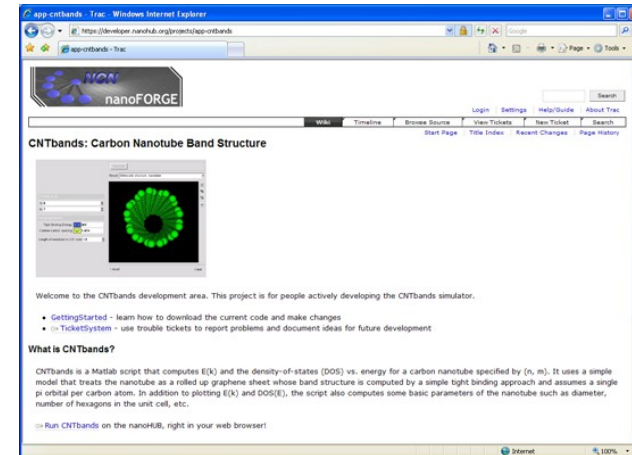 app-cntbands - Trac - Windows Internet Explorer
https://developer.nanohub.org/projects/app-cntbands
Google
app-cntbands - Trac
Page
Tools
NCN
nanoFORGE
Search
Login Settings Help/Guide About Trac
Wiki Timeline Browse Source View Tickets New Ticket Search
Start Page Title Index Recent Changes Page History
CNTbands: Carbon Nanotube Band Structure
Welcome to the CNTbands development area. This project is for people actively developing the CNTbands simulator.
GettingStarted - learn how to download the current code and make changes
TicketSystem - use trouble tickets to report problems and document ideas for future development
What is CNTbands?
CNTbands is a Matlab script that computes E(k) and the density-of-states (DOS) vs. energy for a carbon nanotube specified by (n, m). It uses a simple
model that treats the nanotube as a rolled up graphene sheet whose band structure is computed by a simple tight binding approach and assumes a single
pi orbital per carbon atom. In addition to plotting E(k) and DOS(E), the script also computes some basic parameters of the nanotube such as diameter,
number of hexagons in the unit cell, etc.
Run CNTbands on the nanoHUB, right in your web browser!
Internet
100%